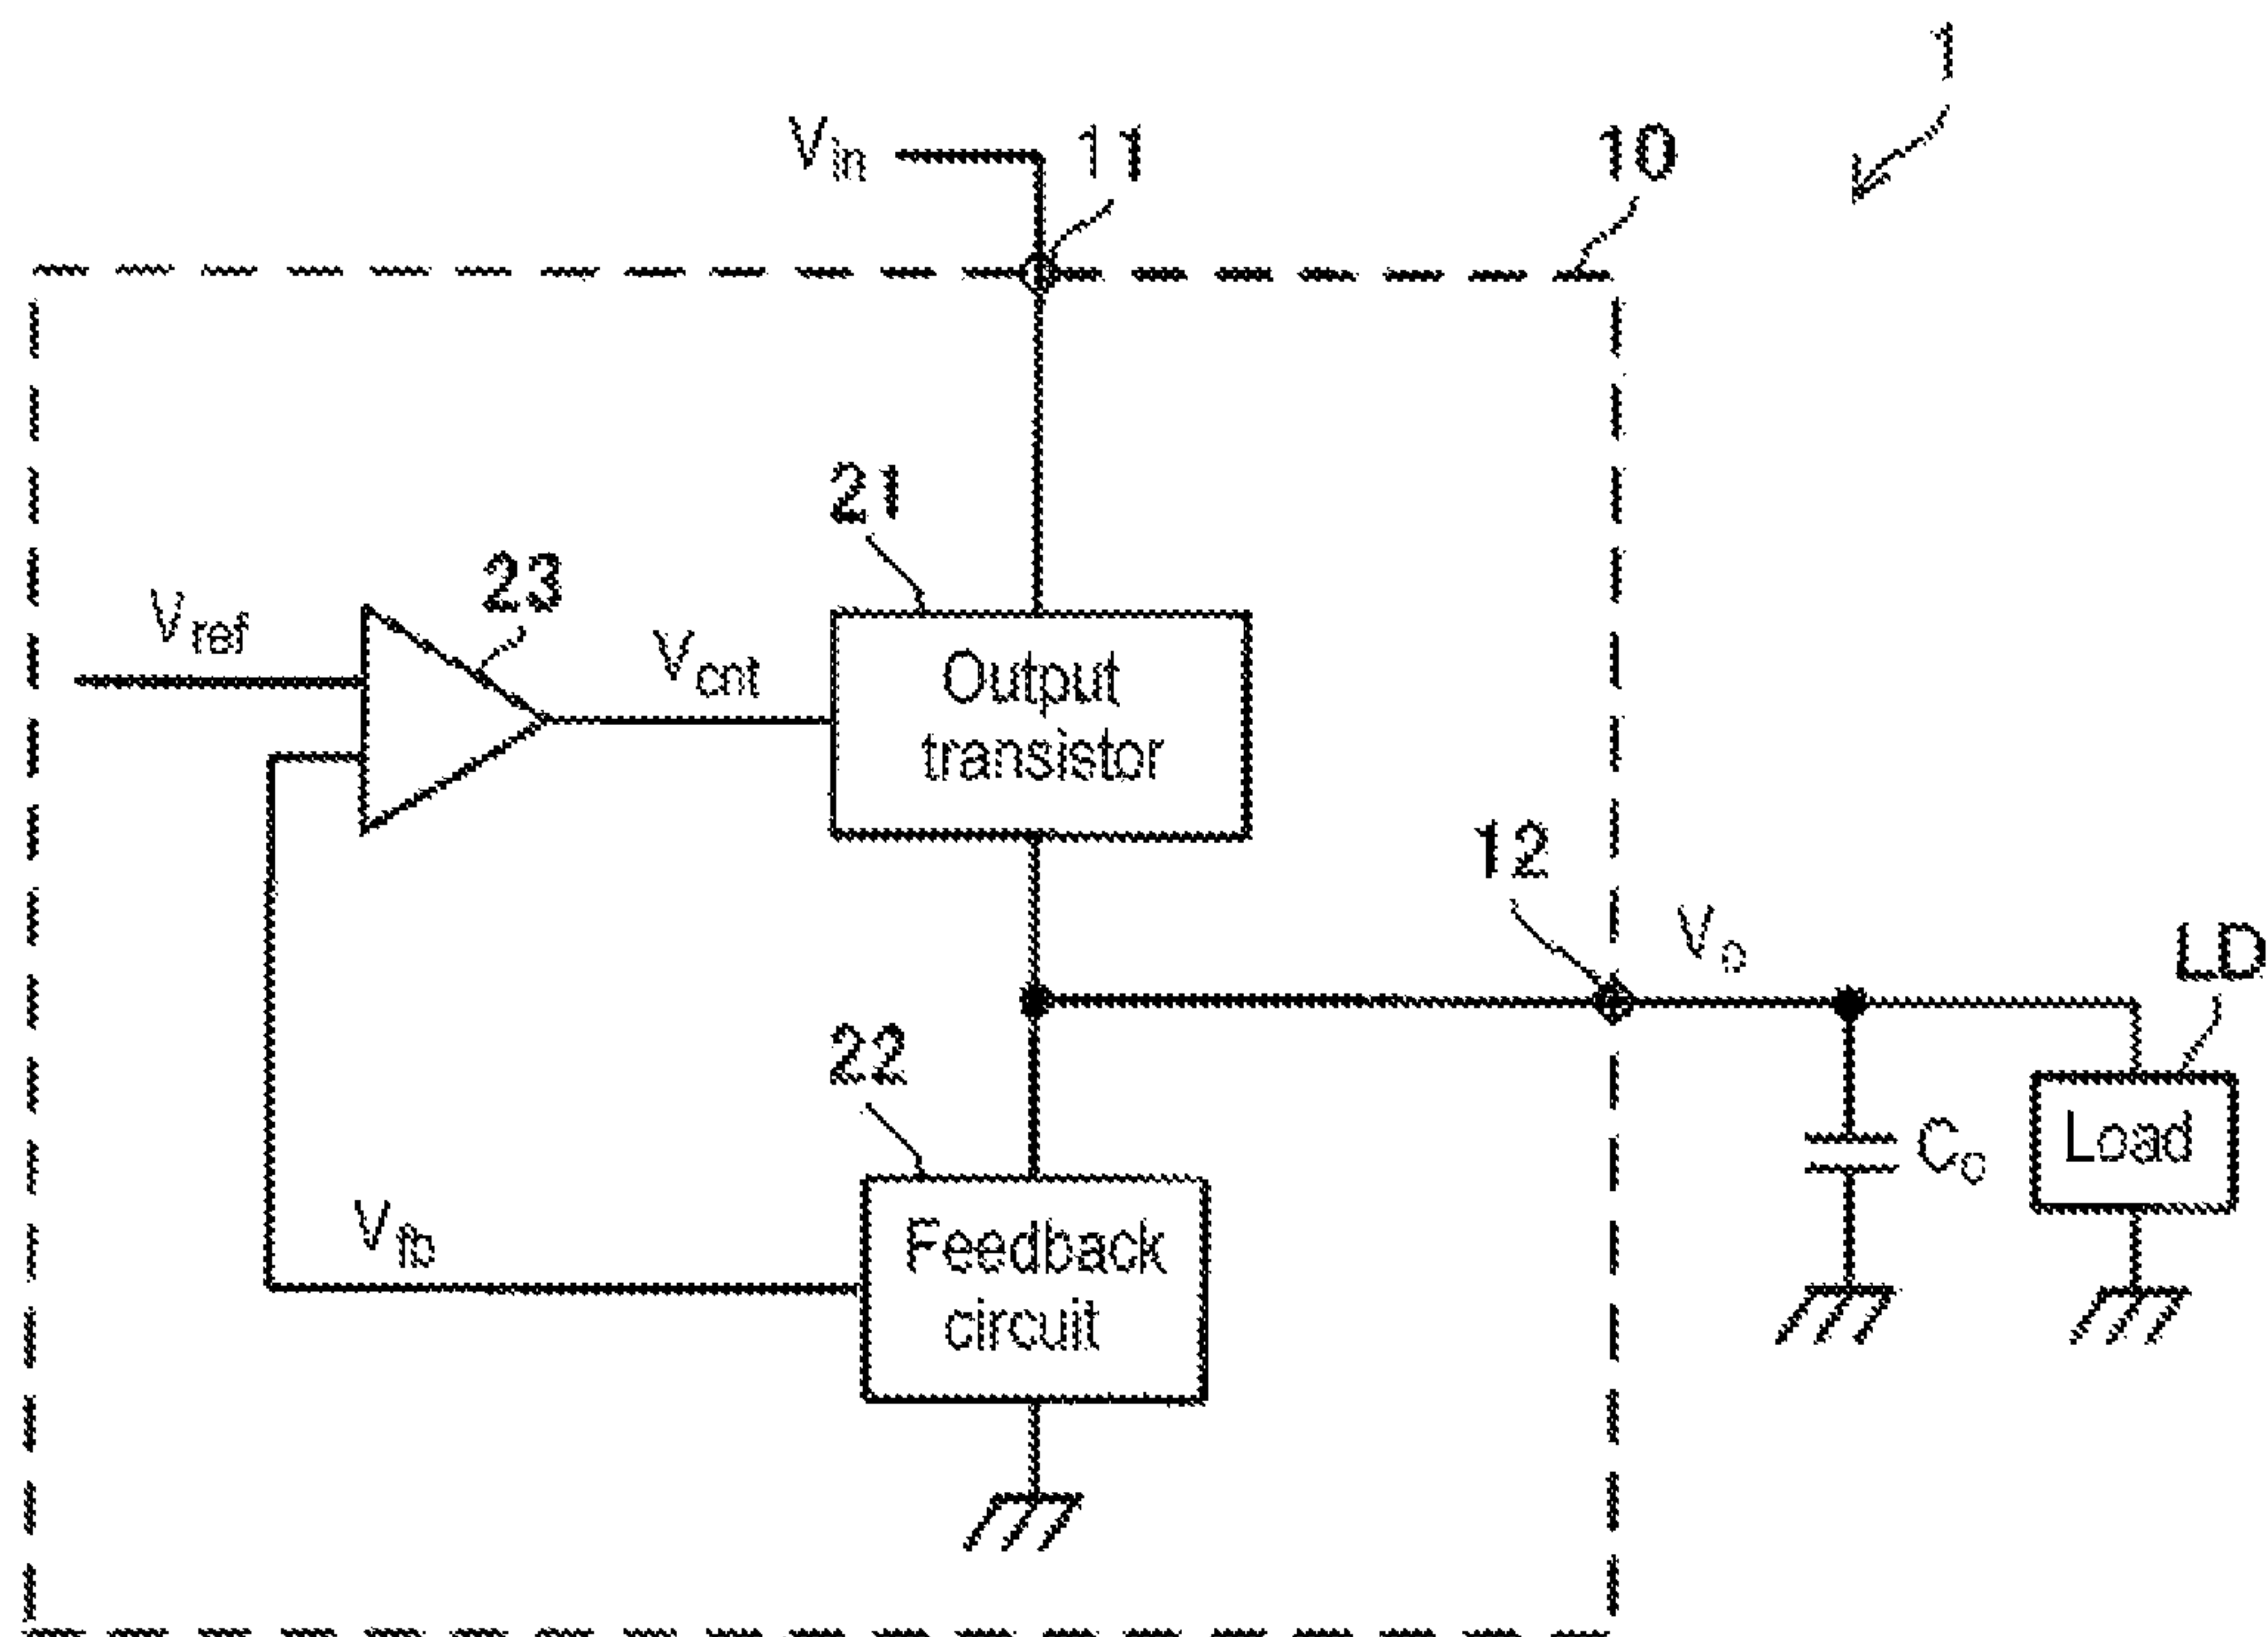 1
Vin
11
10
21
23
Vref
Vcnt
Output
transistor
12
Vo
LD
22
Load
Co
Vfb
Feedback
circuit